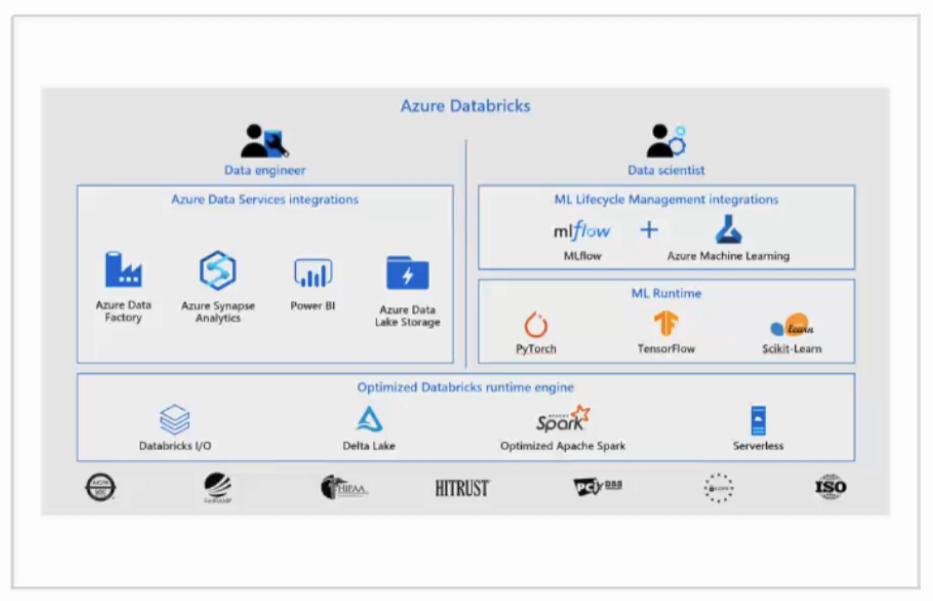 Azure Databricks
Data engineer
Data scientist
Azure Data Services integrations
ML Lifecycle Management integrations
mlflow
+
MLflow
Azure Machine Learning
Azure Data
Factory
Azure Synapse
Analytics
Power BI
Azure Data
Lake Storage
ML Runtime
learn
PyTorch
TensorFlow
Scikit-Learn
Optimized Databricks runtime engine
Spark
Databricks I/O
Delta Lake
Optimized Apache Spark
Serverless
HIPAA
HITRUST
PCI DSS
ISO